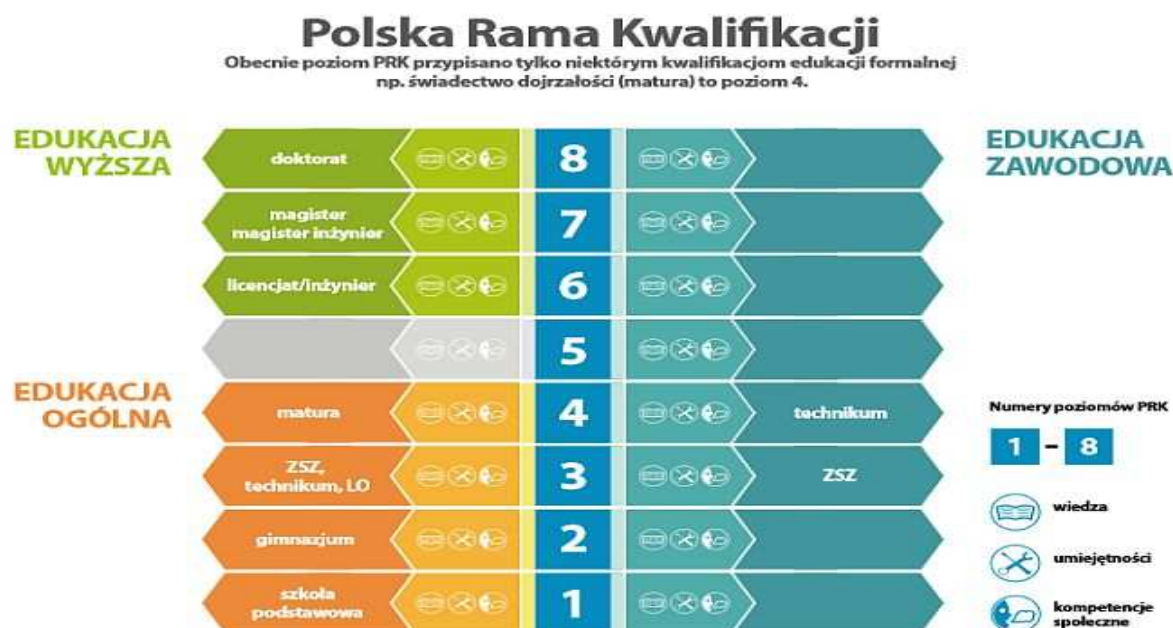 Polska Rama Kwalifikacji
Obecnie poziom PRK przypisano tylko niektórym kwalifikacjom edukacji formalnej
np. świadectwo dojrzałości (matura) to poziom 4.
EDUKACJA
WYŻSZA
EDUKACJA
ZAWODOWA
doktorat
8
magister
magister inżynier
7
licencjat/inżynier
6
5
EDUKACJA
OGÓLNA
matura
4
technikum
ZSZ,
technikum, LO
3
ZSZ
gimnazjum
2
szkoła
podstawowa
1
Numery poziomów PRK
1 - 8
wiedza
umiejętności
kompetencje
społeczne